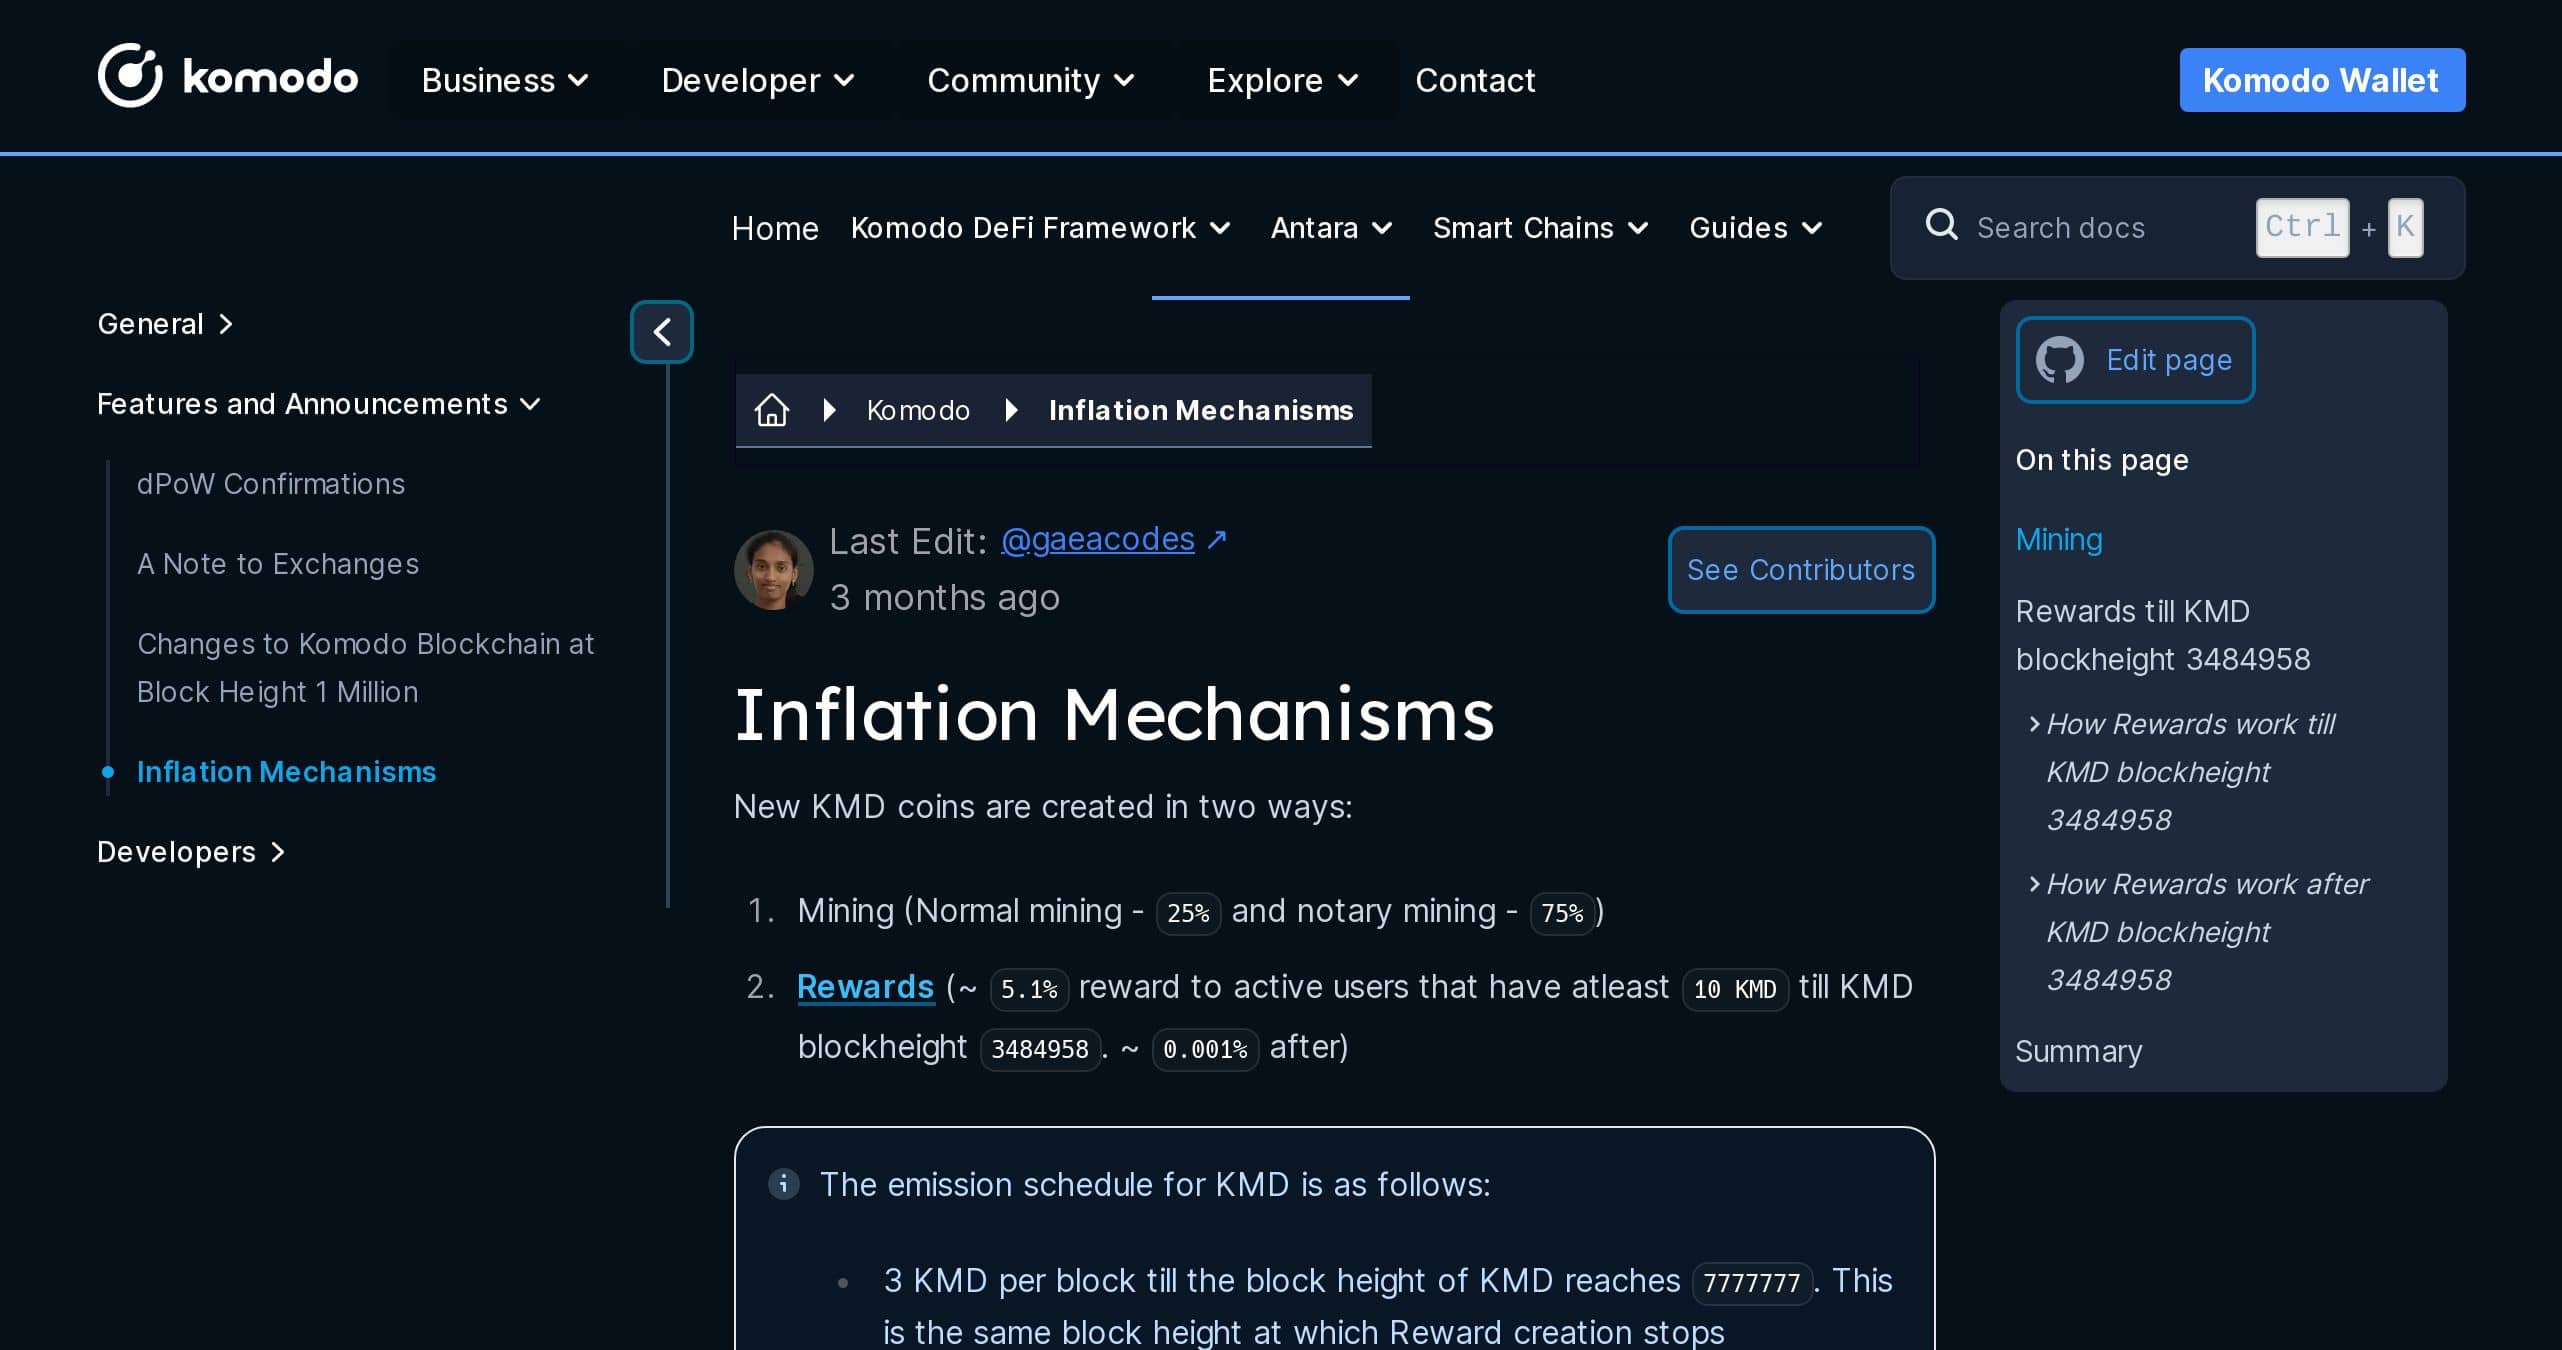 komodo Business Developer Community Explore Contact Komodo Wallet
Home Komodo DeFi Framework Antara Smart Chains Guides Search docs Ctrl + K
General
Features and Announcements
dPoW Confirmations
A Note to Exchanges
Changes to Komodo Blockchain at
Block Height 1 Million
Inflation Mechanisms
Developers
Komodo Inflation Mechanisms
Last Edit: @gaeacodes ↗
3 months ago
See Contributors
Inflation Mechanisms
New KMD coins are created in two ways:
1. Mining (Normal mining - 25% and notary mining - 75%)
2. Rewards (~ 5.1% reward to active users that have atleast 10 KMD till KMD
blockheight 3484958. ~ 0.001% after)
The emission schedule for KMD is as follows:
• 3 KMD per block till the block height of KMD reaches 7777777. This
is the same block height at which Reward creation stops
Edit page
On this page
Mining
Rewards till KMD
blockheight 3484958
How Rewards work till
KMD blockheight
3484958
How Rewards work after
KMD blockheight
3484958
Summary